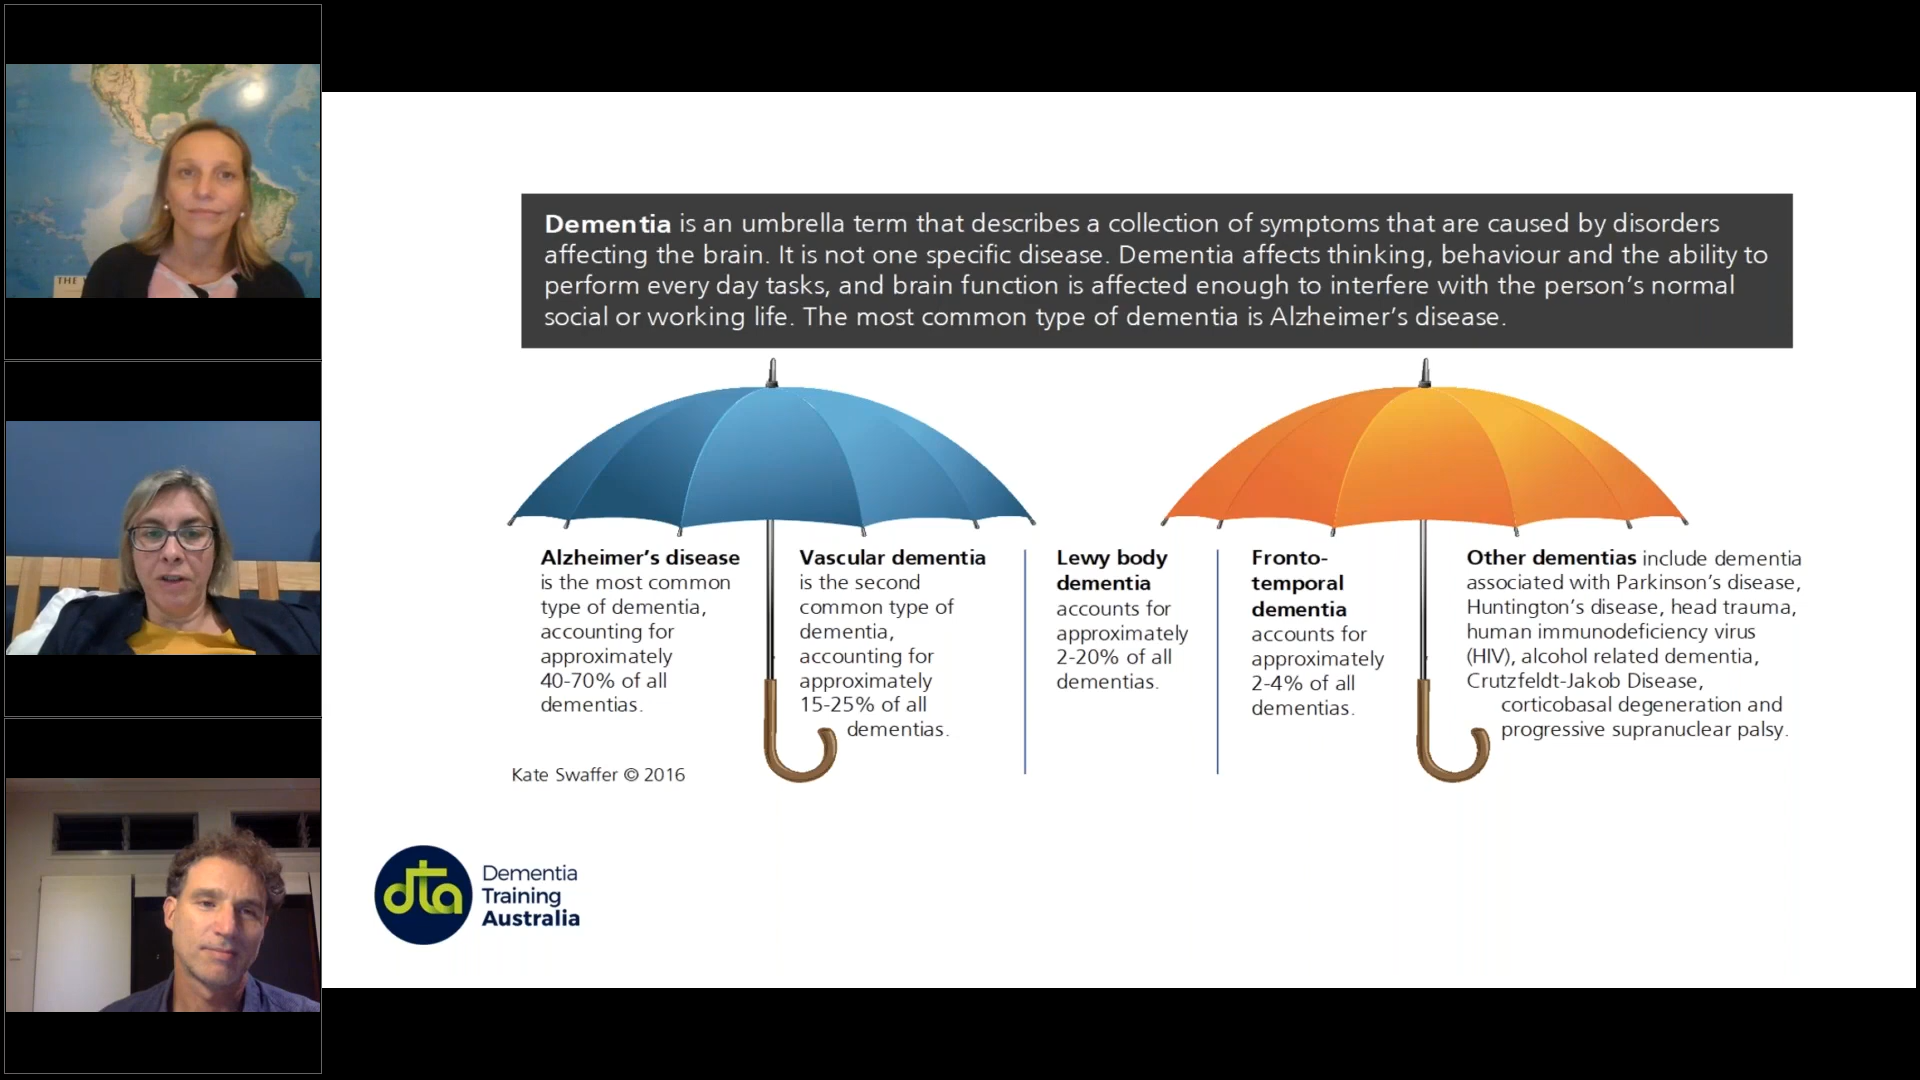 THE
Dementia is an umbrella term that describes a collection of symptoms that are caused by disorders
affecting the brain. It is not one specific disease. Dementia affects thinking, behaviour and the ability to
perform every day tasks, and brain function is affected enough to interfere with the person's normal
social or working life. The most common type of dementia is Alzheimer's disease.
Alzheimer's disease
is the most common
type of dementia,
accounting for
approximately
40-70% of all
dementias.
Vascular dementia
is the second
common type of
dementia,
accounting for
approximately
15-25% of all
dementias.
Lewy body
dementia
accounts for
approximately
2-20% of all
dementias.
Fronto-
temporal
dementia
accounts for
approximately
2-4% of all
dementias.
Other dementias include dementia
associated with Parkinson's disease,
Huntington's disease, head trauma,
human immunodeficiency virus
(HIV), alcohol related dementia,
Crutzfeldt-Jakob Disease,
corticobasal degeneration and
progressive supranuclear palsy.
Kate Swaffer © 2016
dta
Dementia
Training
Australia